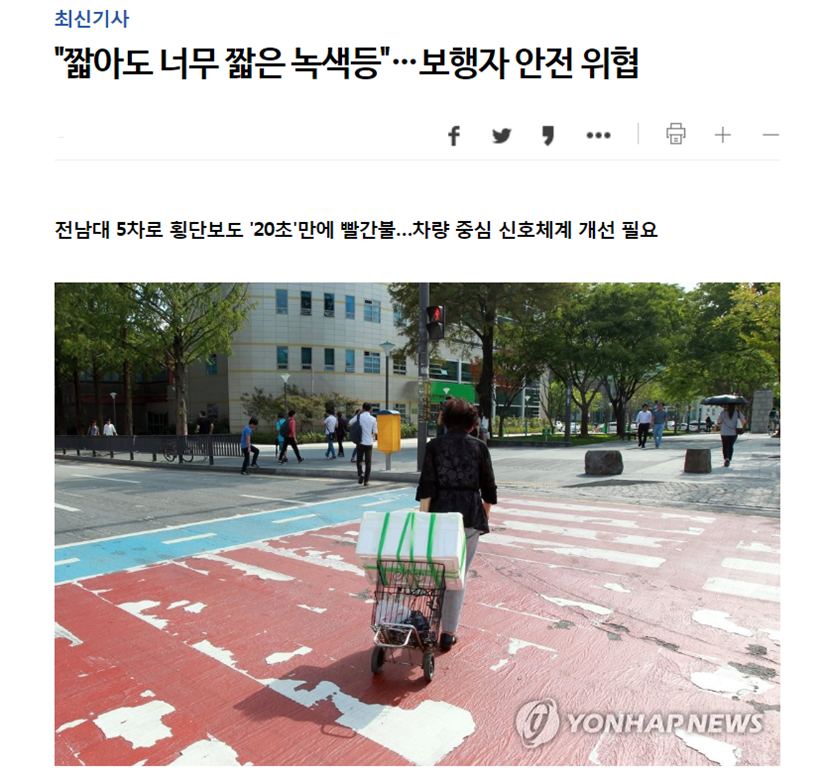 최신기사
"짧아도 너무 짧은 녹색등"…보행자 안전 위협
전남대 5차로 횡단보도 '20초'만에 빨간불...차량 중심 신호체계 개선 필요
YONHAP NEWS